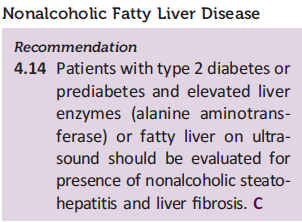 Nonalcoholic Fatty Liver Disease
Recommendation
4.14 Patients with type 2 diabetes or
prediabetes and elevated liver
enzymes (alanine aminotrans-
ferase) or fatty liver on ultra-
sound should be evaluated for
presence of nonalcoholic steato-
hepatitis and liver fibrosis. C